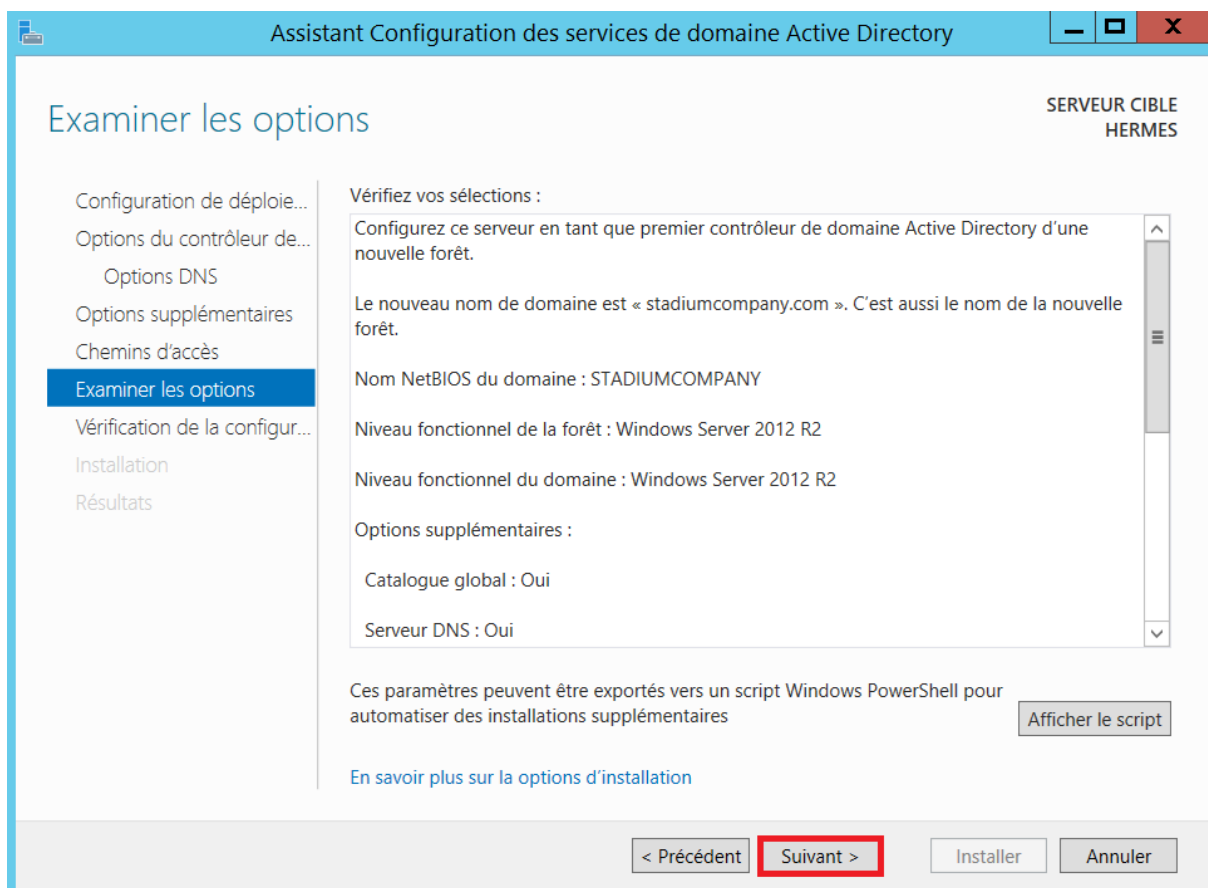 Assistant Configuration des services de domaine Active Directory
Examiner les options
SERVEUR CIBLE
HERMES
Configuration de déploie...
Options du contrôleur de...
Options DNS
Options supplémentaires
Chemins d'accès
Examiner les options
Vérification de la configur...
Installation
Résultats
Vérifiez vos sélections :
Configurez ce serveur en tant que premier contrôleur de domaine Active Directory d'une
nouvelle forêt.
Le nouveau nom de domaine est « stadiumcompany.com ». C'est aussi le nom de la nouvelle
forêt.
Nom NetBIOS du domaine : STADIUMCOMPANY
Niveau fonctionnel de la forêt : Windows Server 2012 R2
Niveau fonctionnel du domaine : Windows Server 2012 R2
Options supplémentaires :
Catalogue global : Oui
Serveur DNS : Oui
Ces paramètres peuvent être exportés vers un script Windows PowerShell pour
automatiser des installations supplémentaires
Afficher le script
En savoir plus sur la options d'installation
< Précédent
Suivant >
Installer
Annuler